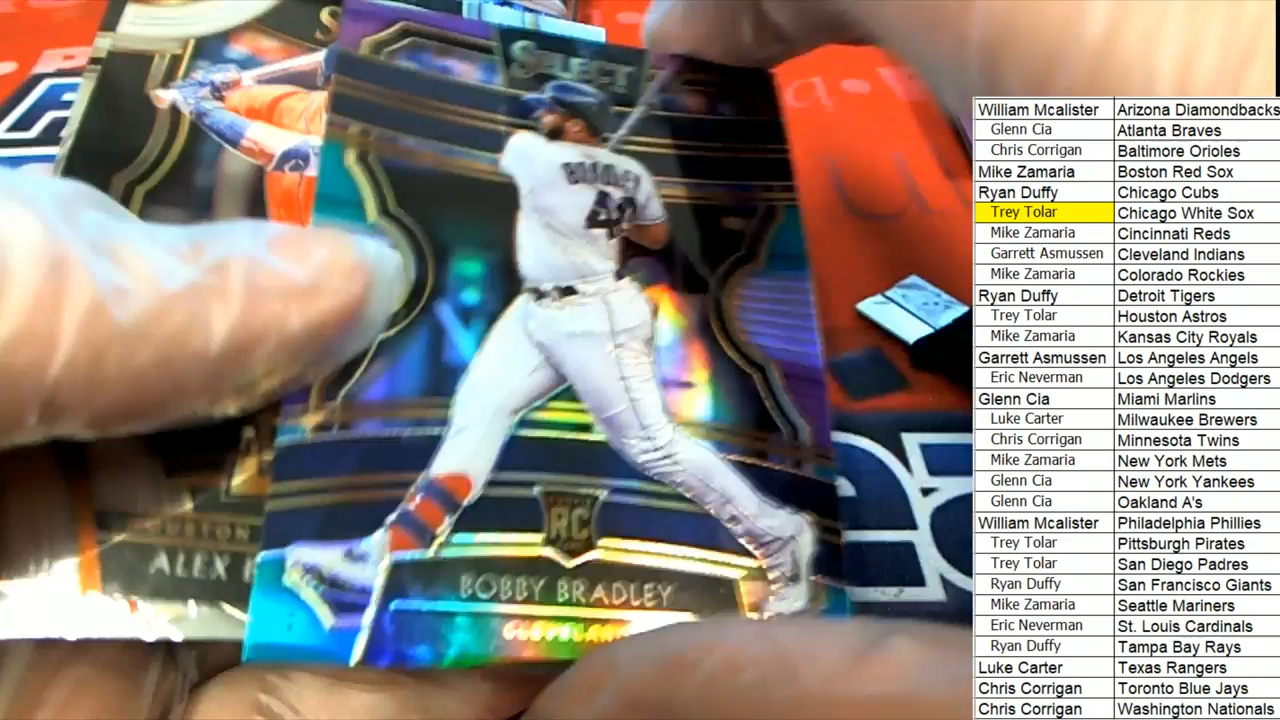 SELECT
BRADLEY
RC
BOBBY BRADLEY
CLEVELAND
ALEX
William Mcalister Arizona Diamondbacks
Glenn Cia Atlanta Braves
Chris Corrigan Baltimore Orioles
Mike Zamaria Boston Red Sox
Ryan Duffy Chicago Cubs
Trey Tolar Chicago White Sox
Mike Zamaria Cincinnati Reds
Garrett Asmussen Cleveland Indians
Mike Zamaria Colorado Rockies
Ryan Duffy Detroit Tigers
Trey Tolar Houston Astros
Mike Zamaria Kansas City Royals
Garrett Asmussen Los Angeles Angels
Eric Neverman Los Angeles Dodgers
Glenn Cia Miami Marlins
Luke Carter Milwaukee Brewers
Chris Corrigan Minnesota Twins
Mike Zamaria New York Mets
Glenn Cia New York Yankees
Glenn Cia Oakland A's
William Mcalister Philadelphia Phillies
Trey Tolar Pittsburgh Pirates
Trey Tolar San Diego Padres
Ryan Duffy San Francisco Giants
Mike Zamaria Seattle Mariners
Eric Neverman St. Louis Cardinals
Ryan Duffy Tampa Bay Rays
Luke Carter Texas Rangers
Chris Corrigan Toronto Blue Jays
Chris Corrigan Washington Nationals